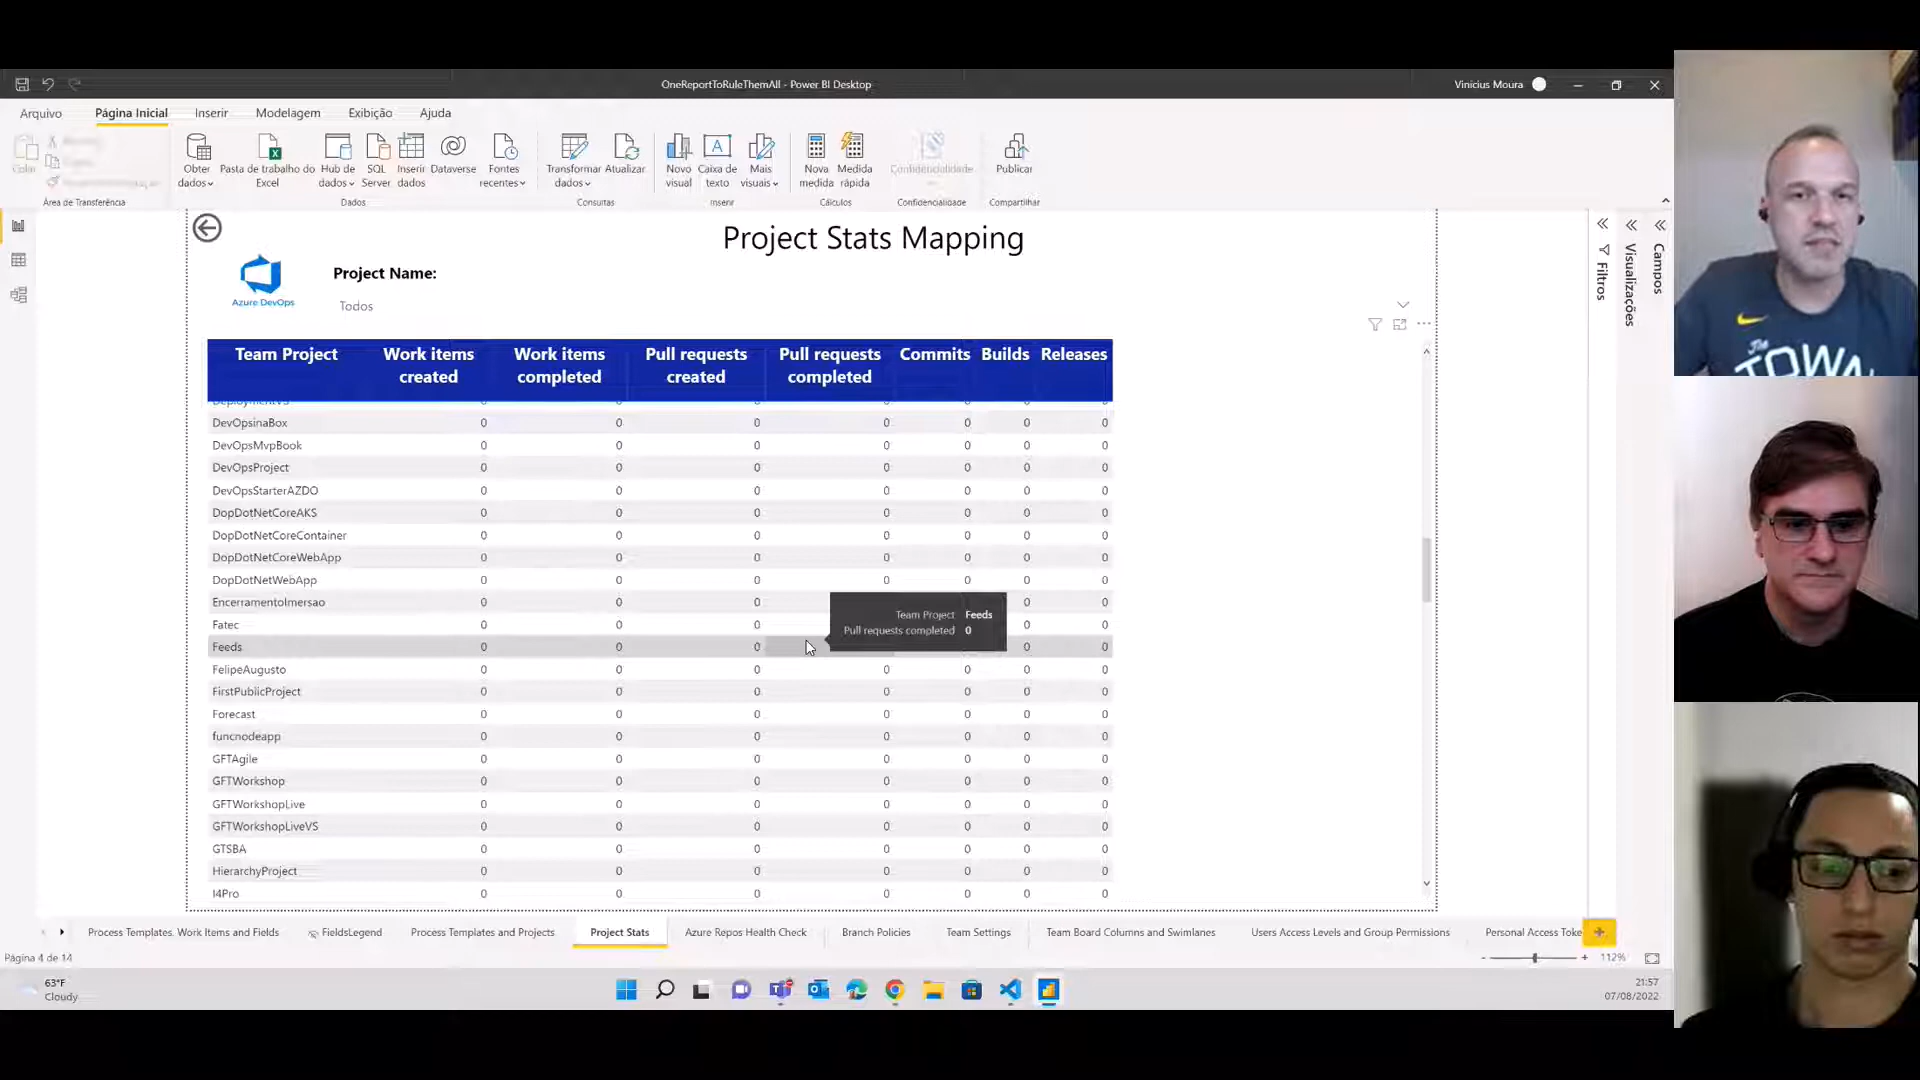 OneReportToRuleThemAll - Power BI Desktop
Vinicius Moura
Arquivo Página Inicial Inserir Modelagem Exibição Ajuda
Colar
Obter dados
Pasta de trabalho do Excel
Hub de dados
SQL Server
Inserir dados
Dataverse
Fontes recentes
Transformar dados
Atualizar
Novo visual
Caixa de texto
Mais visuais
Nova medida
Medida rápida
Confidencialidade
Publicar
Área de Transferência
Dados
Consultas
Inserir
Cálculos
Confidencialidade
Compartilhar
Project Stats Mapping
Azure DevOps
Project Name:
Todos
Filtros
Visualizações
Campos
Team Project Work items created Work items completed Pull requests created Pull requests completed Commits Builds Releases
DeploymentVS 0 0 0 0 0 0 0
DevOpsinaBox 0 0 0 0 0 0 0
DevOpsMvpBook 0 0 0 0 0 0 0
DevOpsProject 0 0 0 0 0 0 0
DevOpsStarterAZDO 0 0 0 0 0 0 0
DopDotNetCoreAKS 0 0 0 0 0 0 0
DopDotNetCoreContainer 0 0 0 0 0 0 0
DopDotNetCoreWebApp 0 0 0 0 0 0 0
DopDotNetWebApp 0 0 0 0 0 0 0
EncerramentoImersao 0 0 0 0 0
Fatec 0 0 0 0 0
Feeds 0 0 0 0 0
Team Project Feeds
Pull requests completed 0
FelipeAugusto 0 0 0 0 0 0 0
FirstPublicProject 0 0 0 0 0 0 0
Forecast 0 0 0 0 0 0 0
funcnodeapp 0 0 0 0 0 0 0
GFTAgile 0 0 0 0 0 0 0
GFTWorkshop 0 0 0 0 0 0 0
GFTWorkshopLive 0 0 0 0 0 0 0
GFTWorkshopLiveVS 0 0 0 0 0 0 0
GTSBA 0 0 0 0 0 0 0
HierarchyProject 0 0 0 0 0 0 0
I4Pro 0 0 0 0 0 0 0
Process Templates. Work Items and Fields
FieldsLegend
Process Templates and Projects
Project Stats
Azure Repos Health Check
Branch Policies
Team Settings
Team Board Columns and Swimlanes
Users Access Levels and Group Permissions
Personal Access Toke
Página 4 de 14
112%
63°F
Cloudy
21:57
07/08/2022
The
TOWN